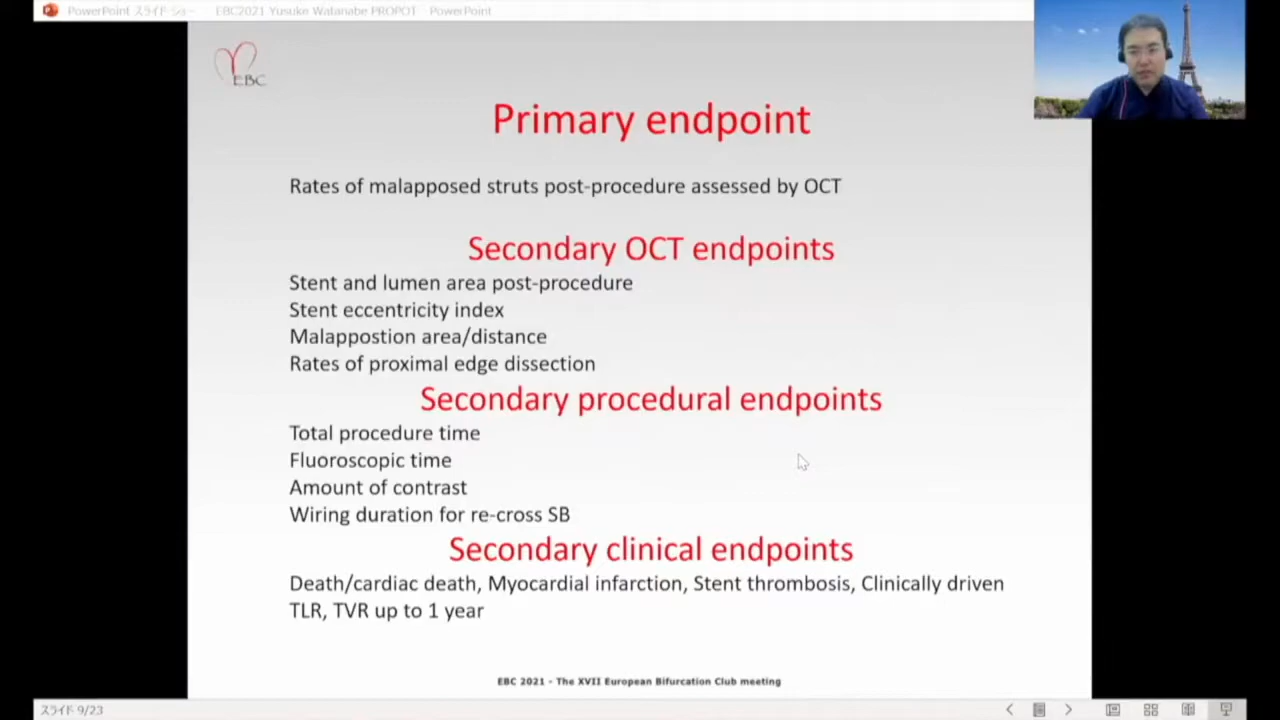 PowerPoint スライド ショー EBC2021 Yusuke Watanabe PROPOT - PowerPoint
EBC
Primary endpoint
Rates of malapposed struts post-procedure assessed by OCT
Secondary OCT endpoints
Stent and lumen area post-procedure
Stent eccentricity index
Malappostion area/distance
Rates of proximal edge dissection
Secondary procedural endpoints
Total procedure time
Fluoroscopic time
Amount of contrast
Wiring duration for re-cross SB
Secondary clinical endpoints
Death/cardiac death, Myocardial infarction, Stent thrombosis, Clinically driven
TLR, TVR up to 1 year
EBC 2021 - The XVII European Bifurcation Club meeting
スライド 9/23